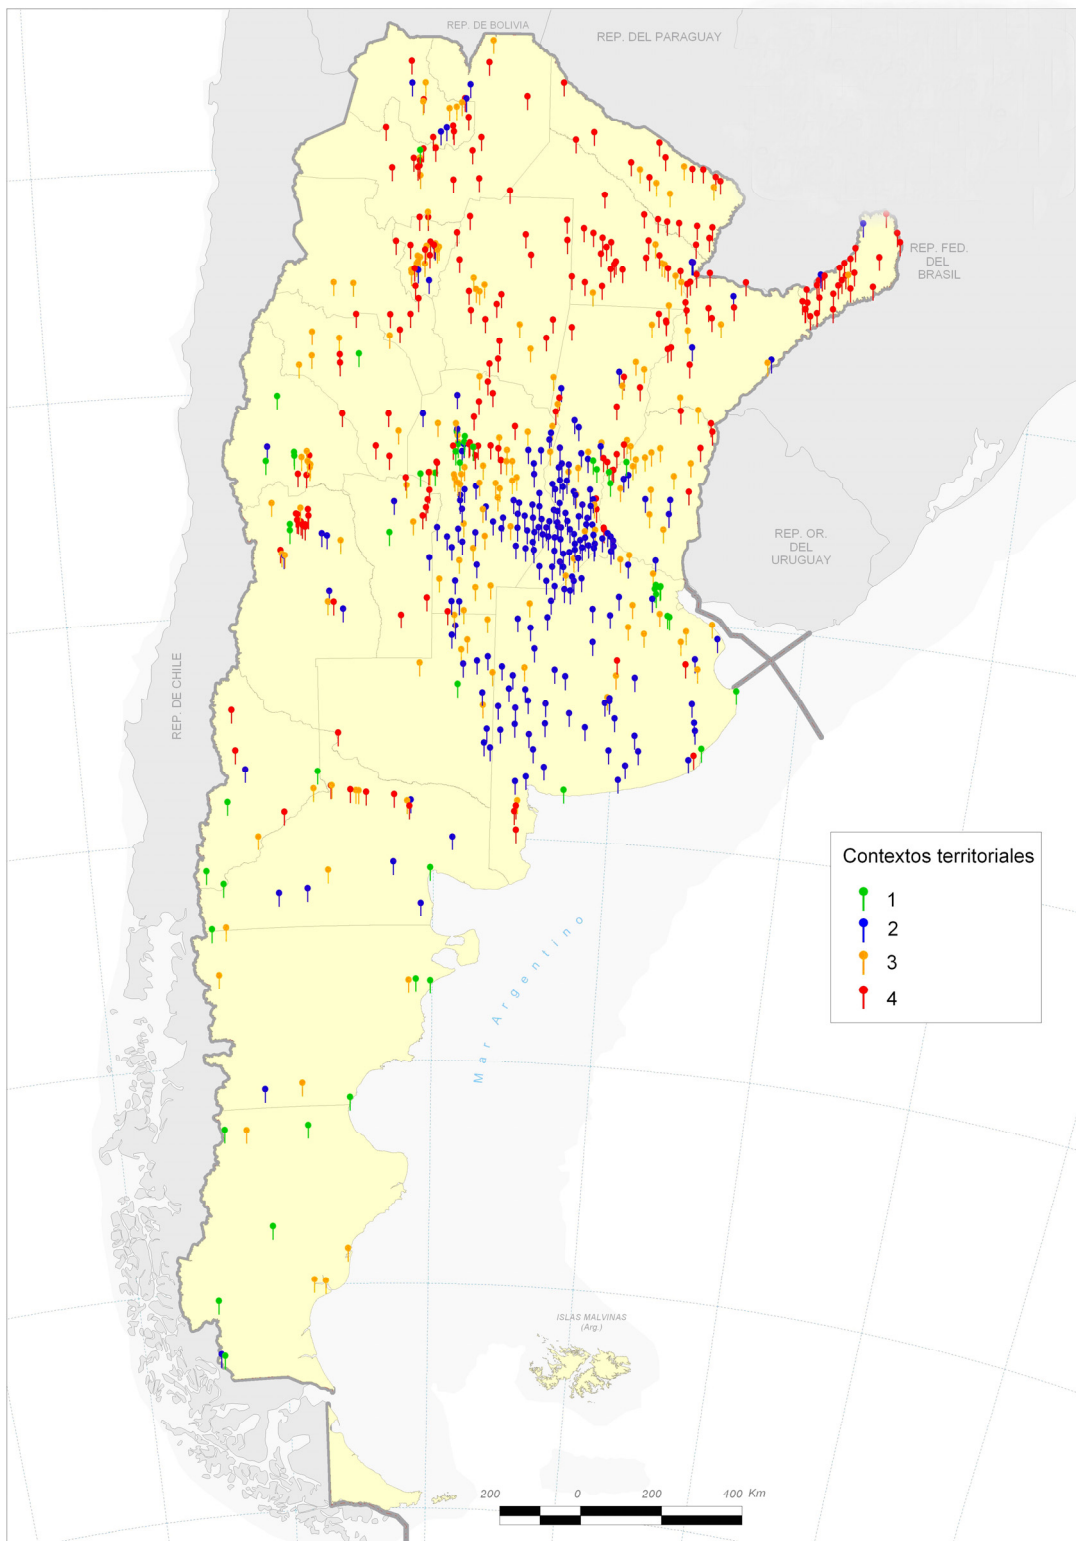 REP. DE BOLIVIA
REP. DEL PARAGUAY
REP. FED.
DEL
BRASIL
REP. OR.
DEL
URUGUAY
REP. DE CHILE
Contextos territoriales
1
2
3
4
Mar Argentino
ISLAS MALVINAS
(Arg.)
200 0 200 400 Km